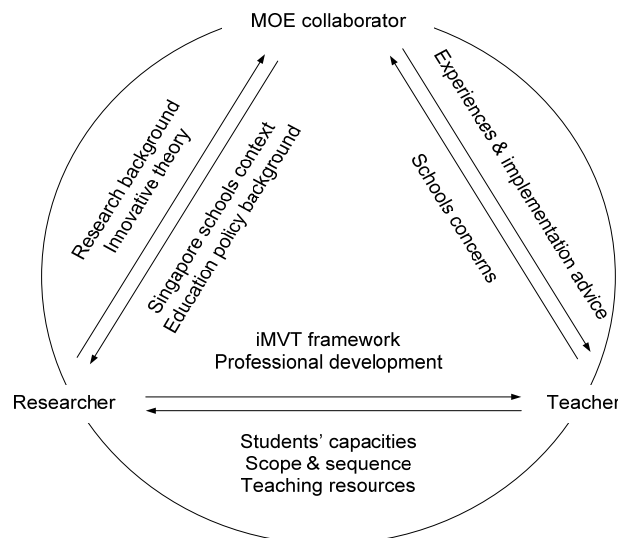 MOE collaborator
Research background
Innovative theory
Singapore schools context
Education policy background
Schools concerns
Experiences & implementation advice
iMVT framework
Professional development
Researcher
Teacher
Students’ capacities
Scope & sequence
Teaching resources